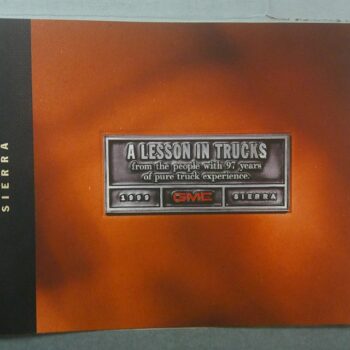 SIERRA
A LESSON IN TRUCKS
from the people with 97 years
of pure truck experience.
1999 GMC SIERRA